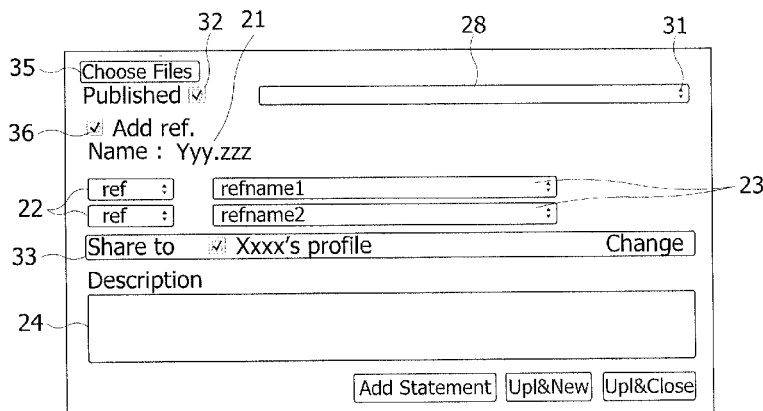 32 21 28 31
35 Choose Files
Published
36 Add ref.
Name : Yyy.zzz
ref refname1 23
22 ref refname2
33 Share to Xxxx's profile Change
Description
24
Add Statement Upl&New Upl&Close